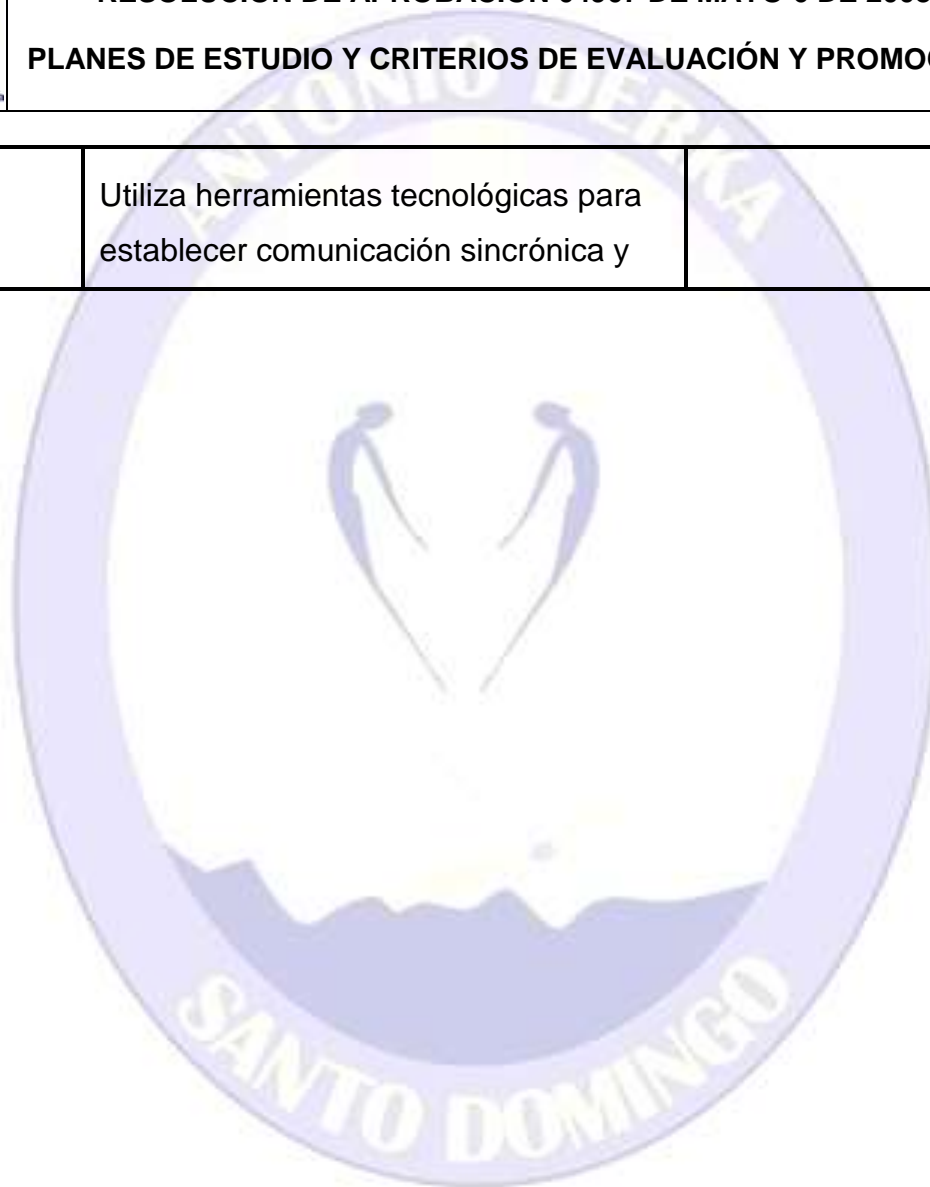 PLANES DE ESTUDIO Y CRITERIOS DE EVALUACIÓN Y PROMOC
Utiliza herramientas tecnológicas para
establecer comunicación sincrónica y
ANTONIO DERKA
SANTO DOMINGO